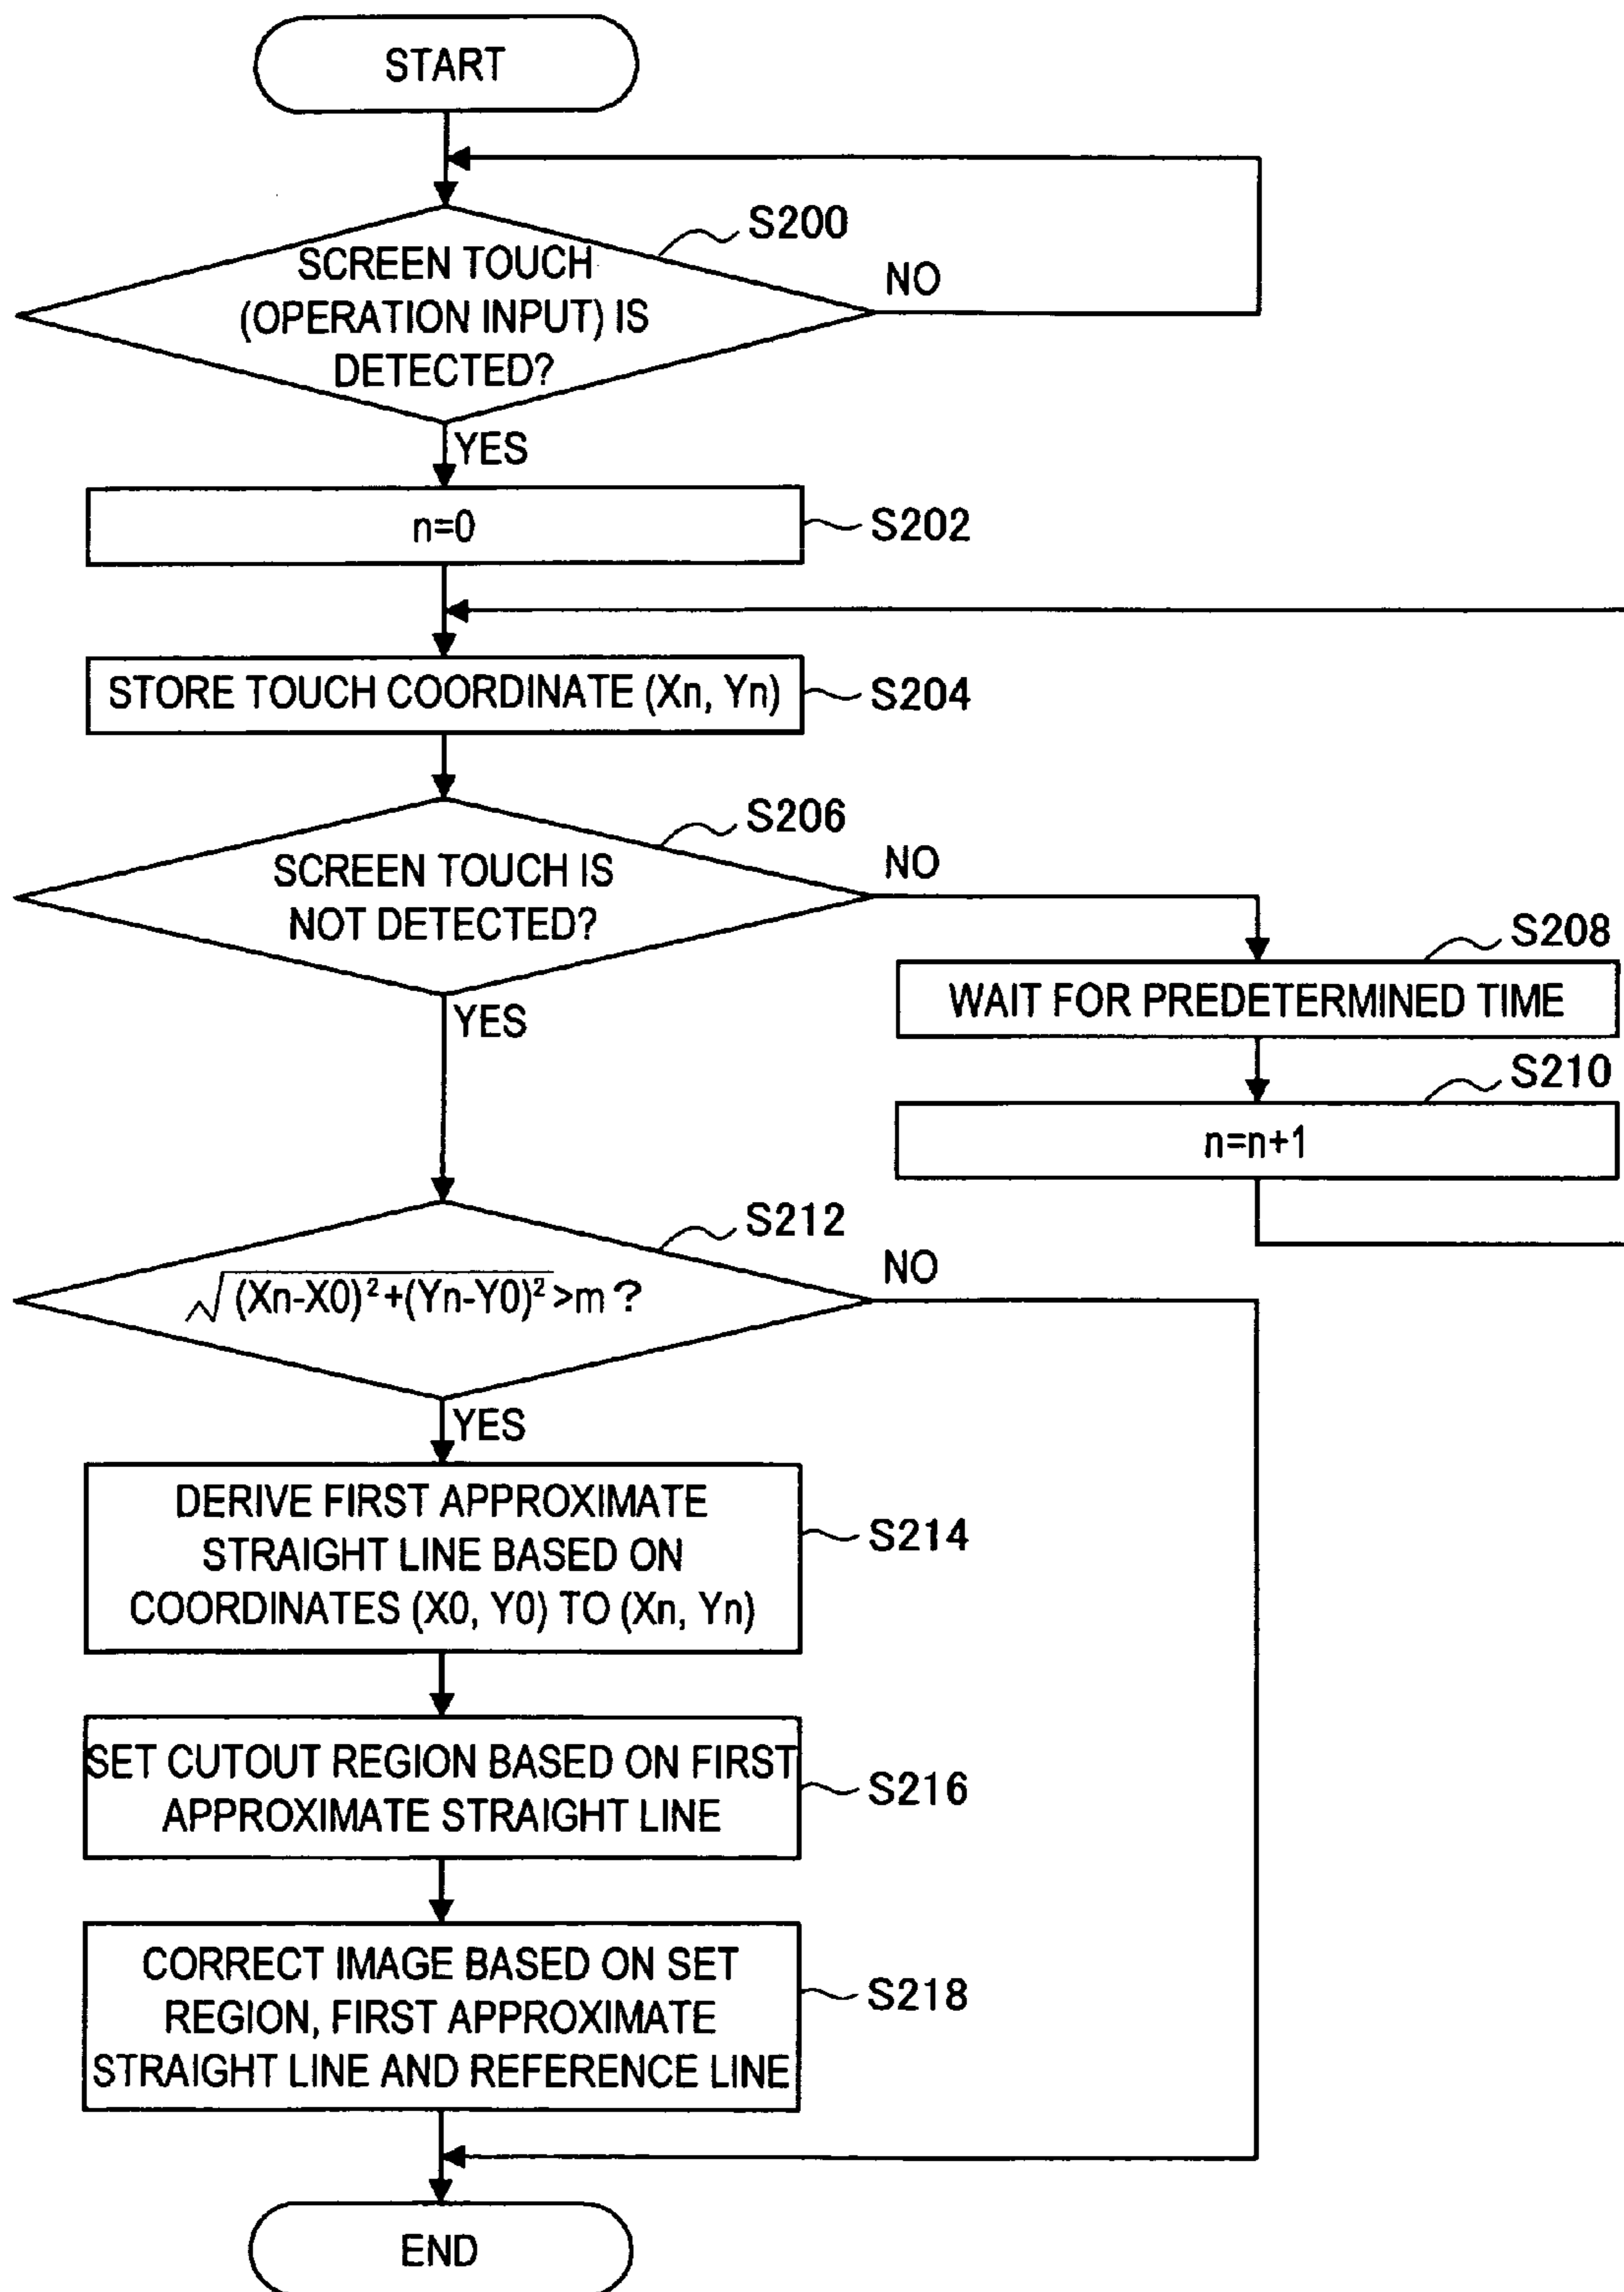 START
S200
SCREEN TOUCH
(OPERATION INPUT) IS
DETECTED?
NO
YES
n=0
S202
STORE TOUCH COORDINATE (Xn, Yn)
S204
S206
SCREEN TOUCH IS
NOT DETECTED?
NO
YES
S208
WAIT FOR PREDETERMINED TIME
S210
n=n+1
S212
√(Xn-X0)²+(Yn-Y0)² >m ?
NO
YES
DERIVE FIRST APPROXIMATE
STRAIGHT LINE BASED ON
COORDINATES (X0, Y0) TO (Xn, Yn)
S214
SET CUTOUT REGION BASED ON FIRST
APPROXIMATE STRAIGHT LINE
S216
CORRECT IMAGE BASED ON SET
REGION, FIRST APPROXIMATE
STRAIGHT LINE AND REFERENCE LINE
S218
END